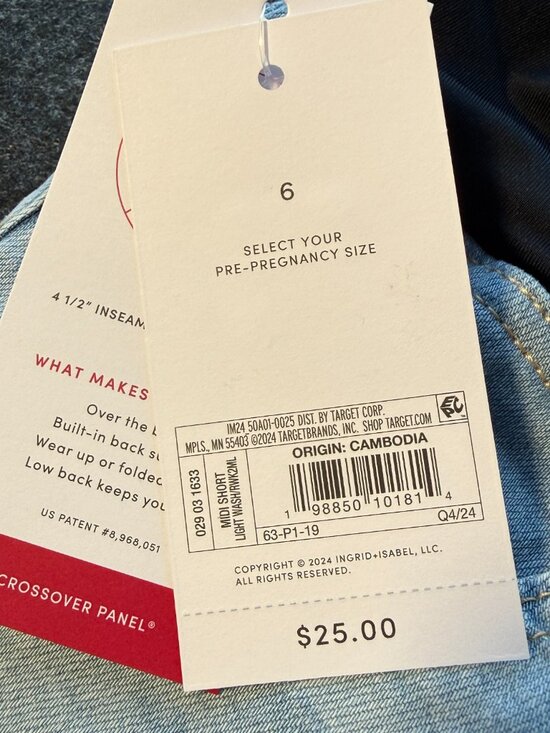 6
SELECT YOUR
PRE-PREGNANCY SIZE
4 1/2" INSEAM
WHAT MAKES
Over the
Built-in back
Wear up or folded
Low back keeps you
US PATENT #8,968,051
CROSSOVER PANEL®
IM24 50A01-0025 DIST. BY TARGET CORP.
MPLS., MN 55403 ©2024 TARGETBRANDS, INC. SHOP TARGET.COM
EPC
029 03 1633
MIDI SHORT
LIGHT WASH/RWK2ML
ORIGIN: CAMBODIA
1 98850 10181 4
63-P1-19
Q4/24
COPYRIGHT © 2024 INGRID+ISABEL, LLC.
ALL RIGHTS RESERVED.
$25.00